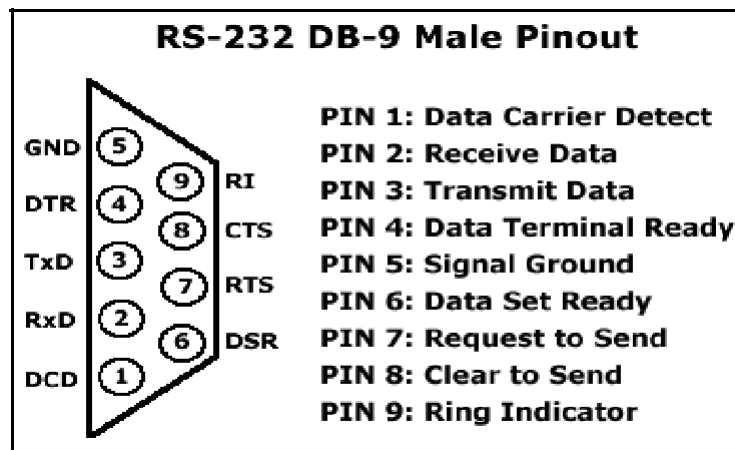 RS-232 DB-9 Male Pinout
GND 5
9 RI
DTR 4
8 CTS
TxD 3
7 RTS
RxD 2
6 DSR
DCD 1
PIN 1: Data Carrier Detect
PIN 2: Receive Data
PIN 3: Transmit Data
PIN 4: Data Terminal Ready
PIN 5: Signal Ground
PIN 6: Data Set Ready
PIN 7: Request to Send
PIN 8: Clear to Send
PIN 9: Ring Indicator